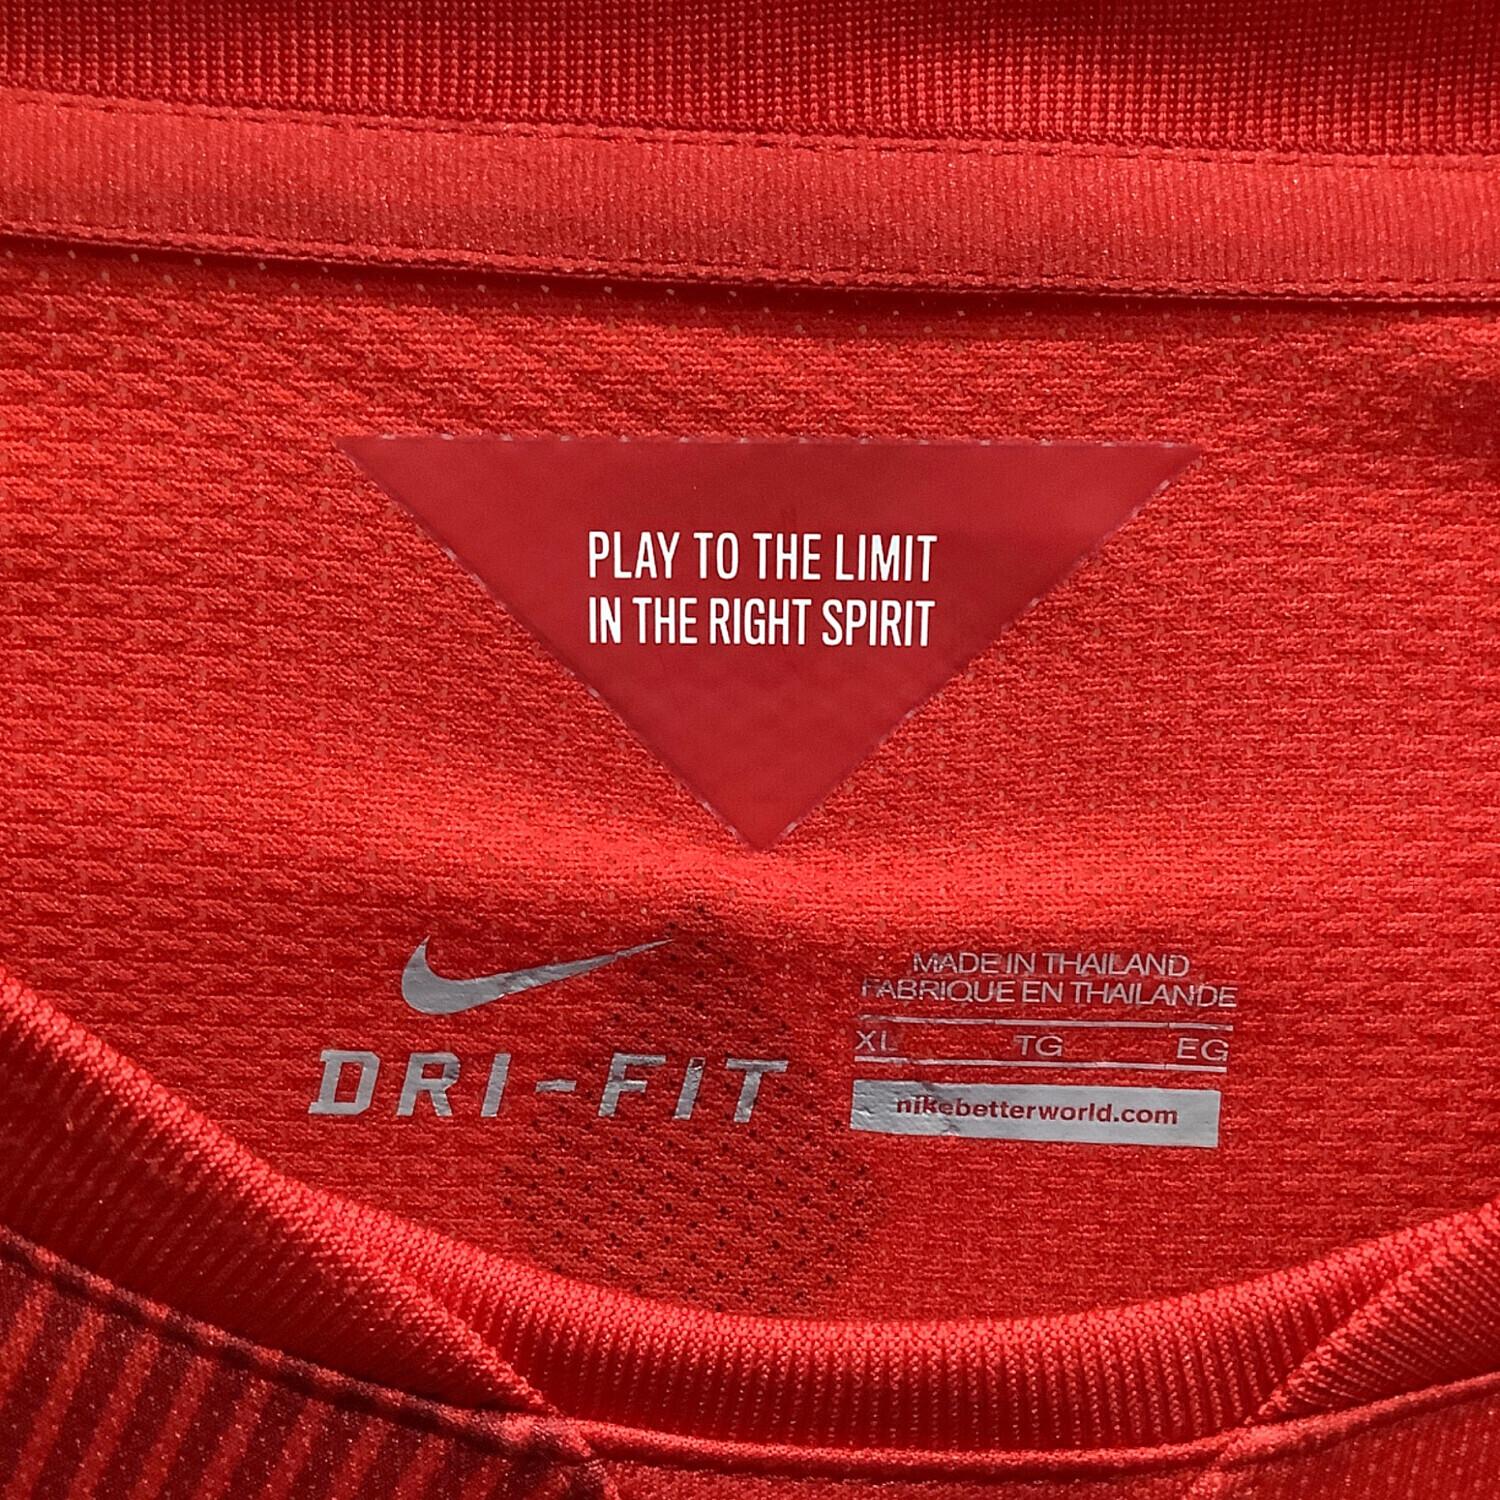 PLAY TO THE LIMIT
IN THE RIGHT SPIRIT
DRI-FIT
MADE IN THAILAND
FABRIQUE EN THAILANDE
XL TG EG
nikebetterworld.com